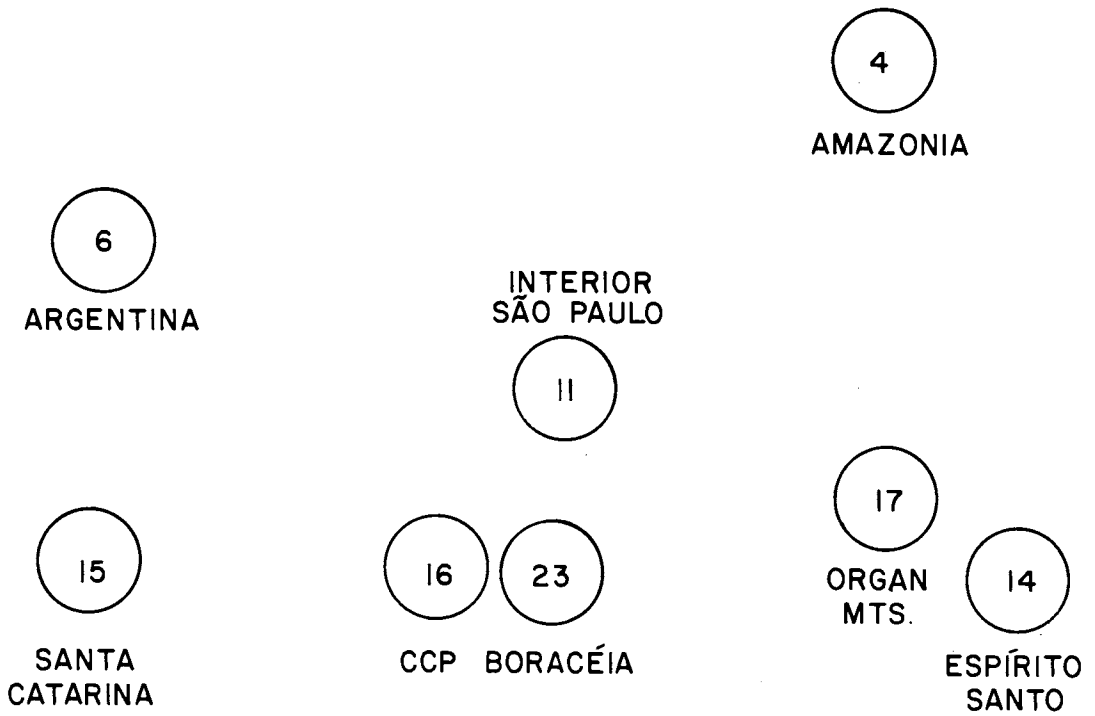 4
AMAZONIA
6
ARGENTINA
INTERIOR
SÃO PAULO
11
15
SANTA
CATARINA
16
CCP
23
BORACÉIA
17
ORGAN
MTS.
14
ESPÍRITO
SANTO